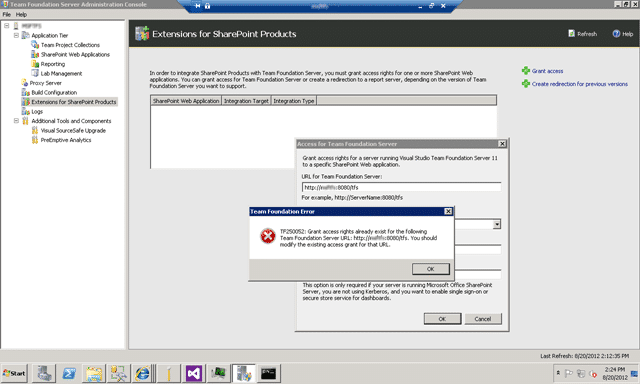 Team Foundation Server Administration Console
File Help
Application Tier
Team Project Collections
SharePoint Web Applications
Reporting
Lab Management
Proxy Server
Build Configuration
Extensions for SharePoint Products
Logs
Additional Tools and Components
Visual SourceSafe Upgrade
PreEmptive Analytics
Extensions for SharePoint Products
Refresh
Help
In order to integrate SharePoint Products with Team Foundation Server, you must grant access rights for one or more SharePoint Web
applications. You can grant access for Team Foundation Server or create a redirection to a report server, depending on the version of Team
Foundation Server you want to support.
Grant access
Create redirection for previous versions
SharePoint Web Application Integration Target Integration Type
Access for Team Foundation Server
Grant access rights for a server running Visual Studio Team Foundation Server 11
to a specific SharePoint Web application.
URL for Team Foundation Server:
http:// :8080/tfs
For example, http://ServerName:8080/tfs
Team Foundation Error
TF250052: Grant access rights already exist for the following
Team Foundation Server URL: http:// :8080/tfs. You should
modify the existing access grant for that URL.
OK
This option is only required if your server is running Microsoft Office SharePoint
Server, you are not using Kerberos, and you want to enable single sign-on or
secure store service for dashboards.
OK Cancel
Last Refresh: 8/20/2012 2:12:35 PM
Start
2:24 PM
8/20/2012